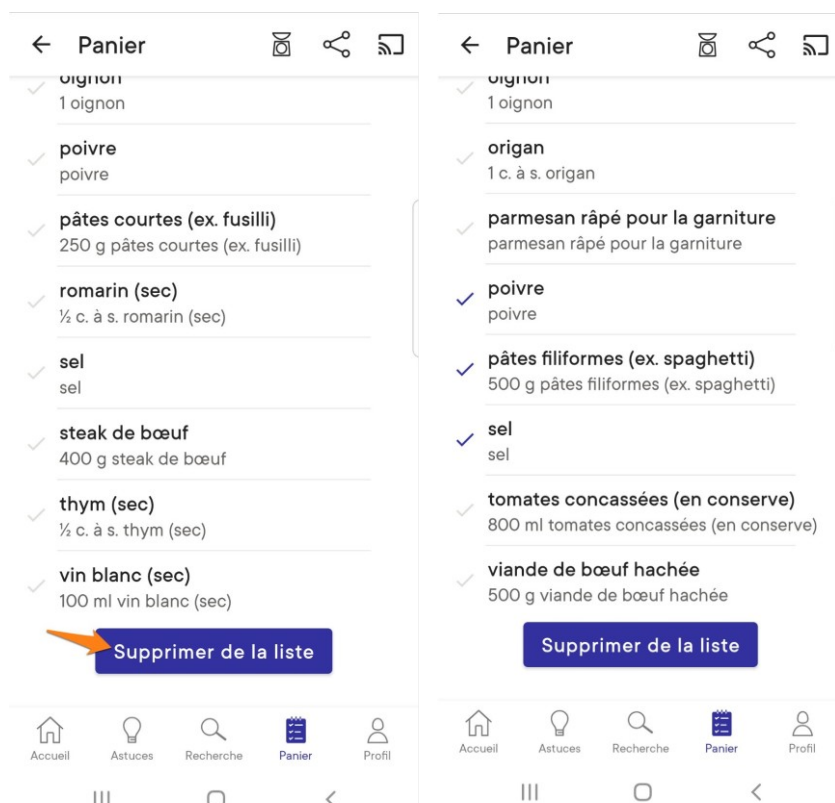 Panier
oignon
1 oignon
poivre
poivre
pâtes courtes (ex. fusilli)
250 g pâtes courtes (ex. fusilli)
romarin (sec)
½ c. à s. romarin (sec)
sel
sel
steak de bœuf
400 g steak de bœuf
thym (sec)
½ c. à s. thym (sec)
vin blanc (sec)
100 ml vin blanc (sec)
Supprimer de la liste
Accueil Astuces Recherche Panier Profil
Panier
oignon
1 oignon
origan
1 c. à s. origan
parmesan râpé pour la garniture
parmesan râpé pour la garniture
poivre
poivre
pâtes filiformes (ex. spaghetti)
500 g pâtes filiformes (ex. spaghetti)
sel
sel
tomates concassées (en conserve)
800 ml tomates concassées (en conserve)
viande de bœuf hachée
500 g viande de bœuf hachée
Supprimer de la liste
Accueil Astuces Recherche Panier Profil